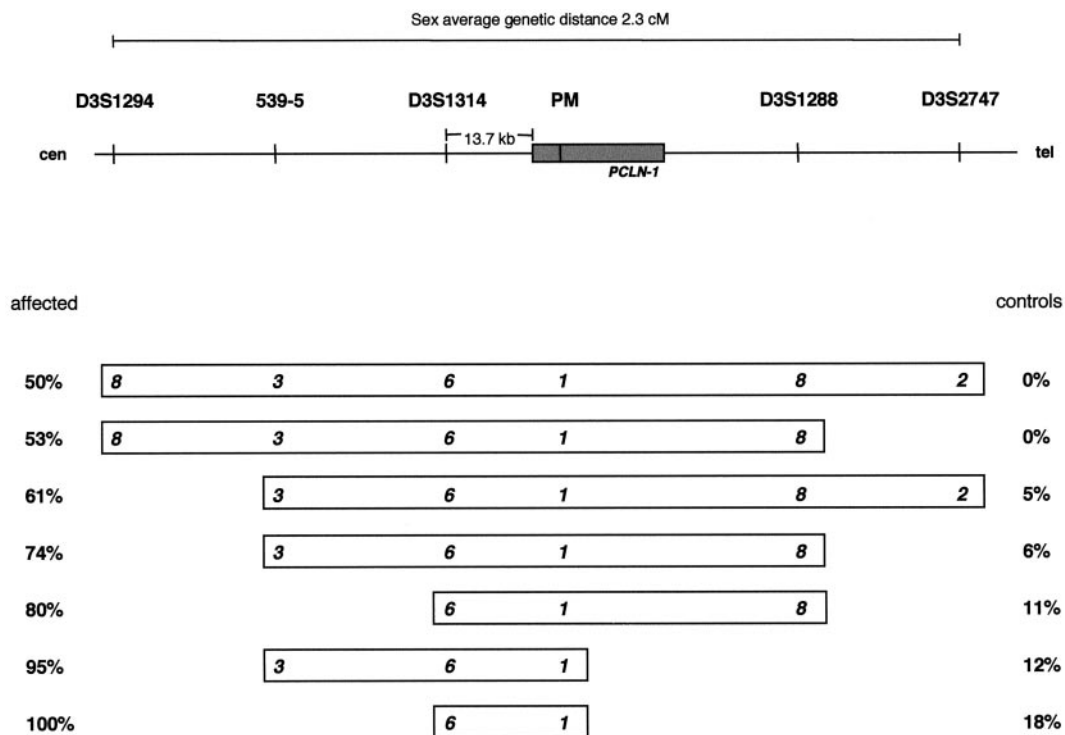 Sex average genetic distance 2.3 cM
D3S1294 539-5 D3S1314 PM D3S1288 D3S2747
13.7 kb
cen tel
PCLN-1
affected controls
50% 8 3 6 1 8 2 0%
53% 8 3 6 1 8 0%
61% 3 6 1 8 2 5%
74% 3 6 1 8 6%
80% 6 1 8 11%
95% 3 6 1 12%
100% 6 1 18%